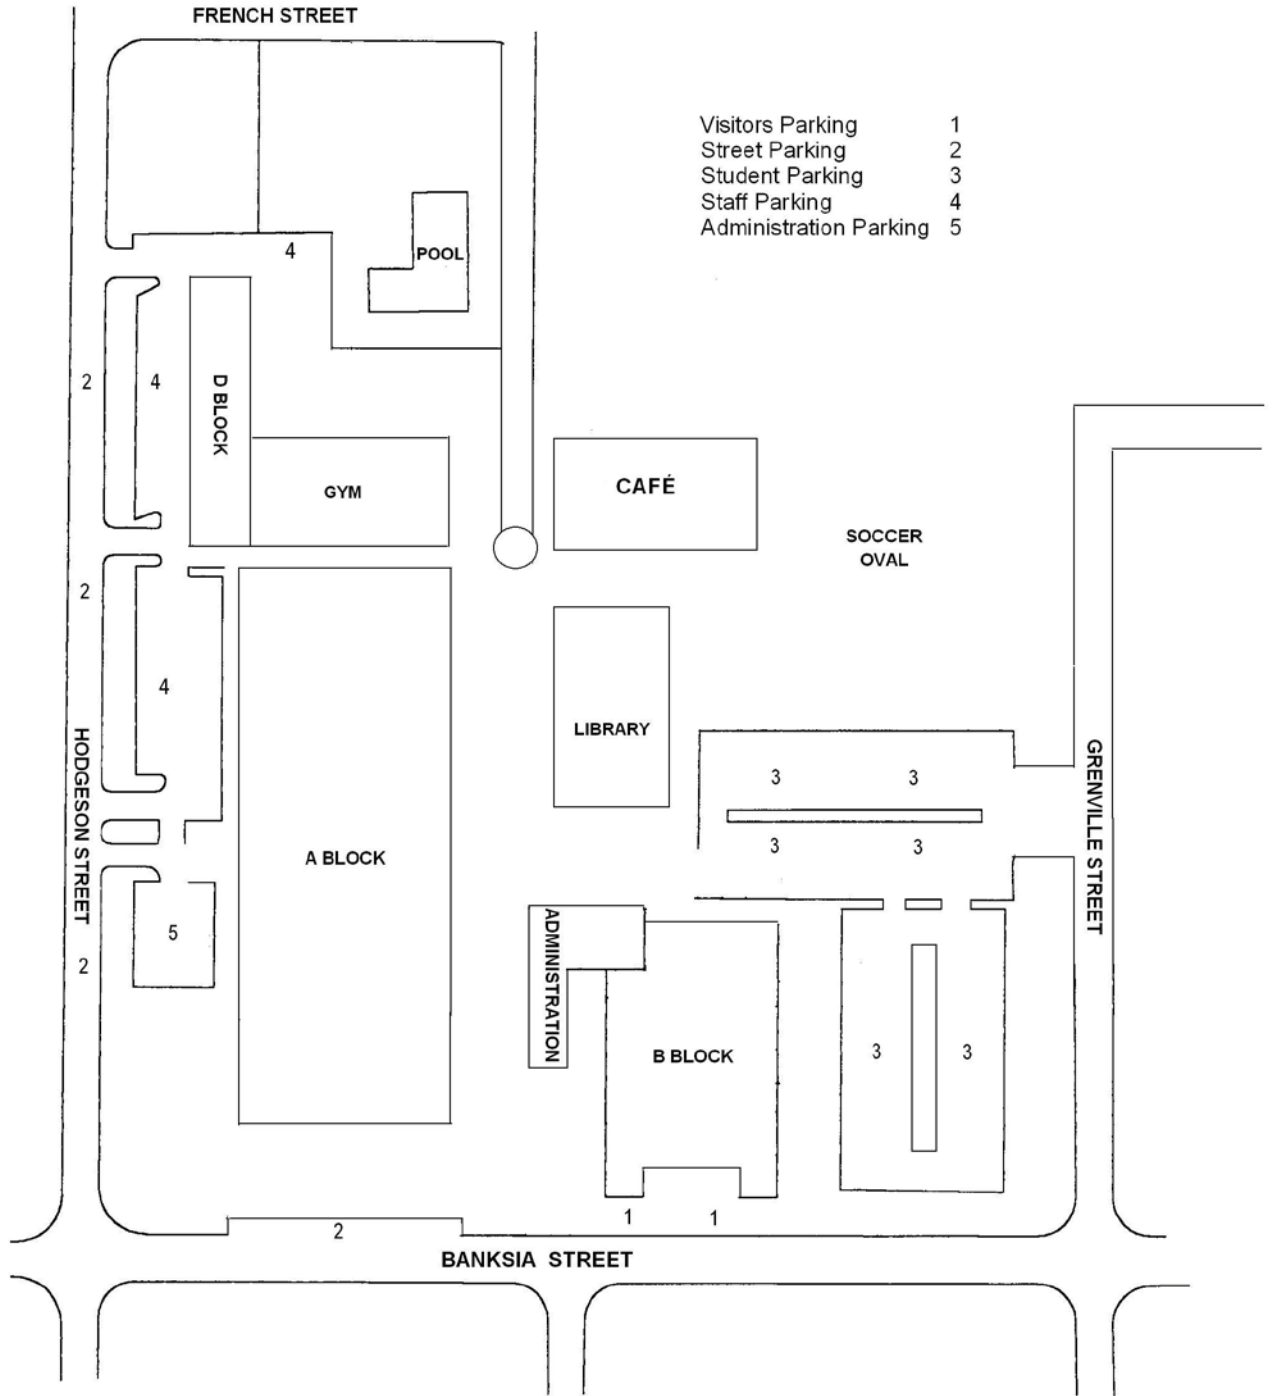 FRENCH STREET
Visitors Parking 1
Street Parking 2
Student Parking 3
Staff Parking 4
Administration Parking 5
4
POOL
2
4
D BLOCK
GYM
CAFÉ
SOCCER
OVAL
2
4
LIBRARY
HODGESON STREET
GRENVILLE STREET
3
3
3
3
A BLOCK
5
2
ADMINISTRATION
B BLOCK
3
3
1
1
2
BANKSIA STREET